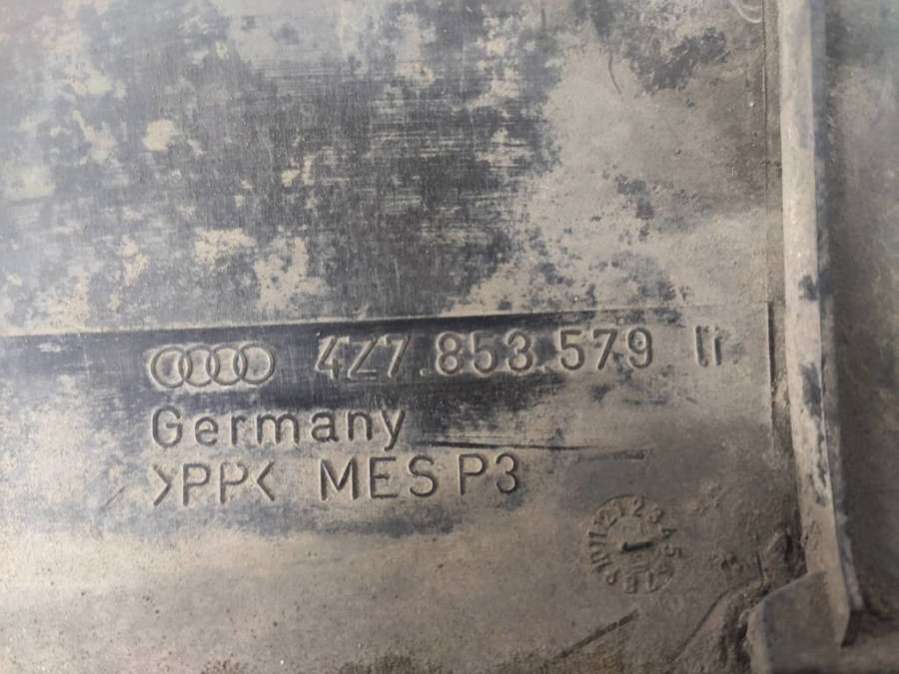 4Z7.853.579
Germany
>PP< MES P3